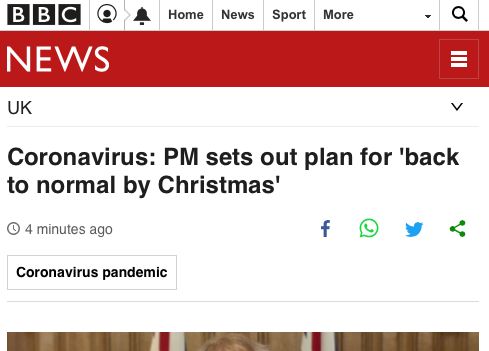 BBC Home News Sport More
NEWS
UK
Coronavirus: PM sets out plan for 'back
to normal by Christmas'
4 minutes ago
Coronavirus pandemic